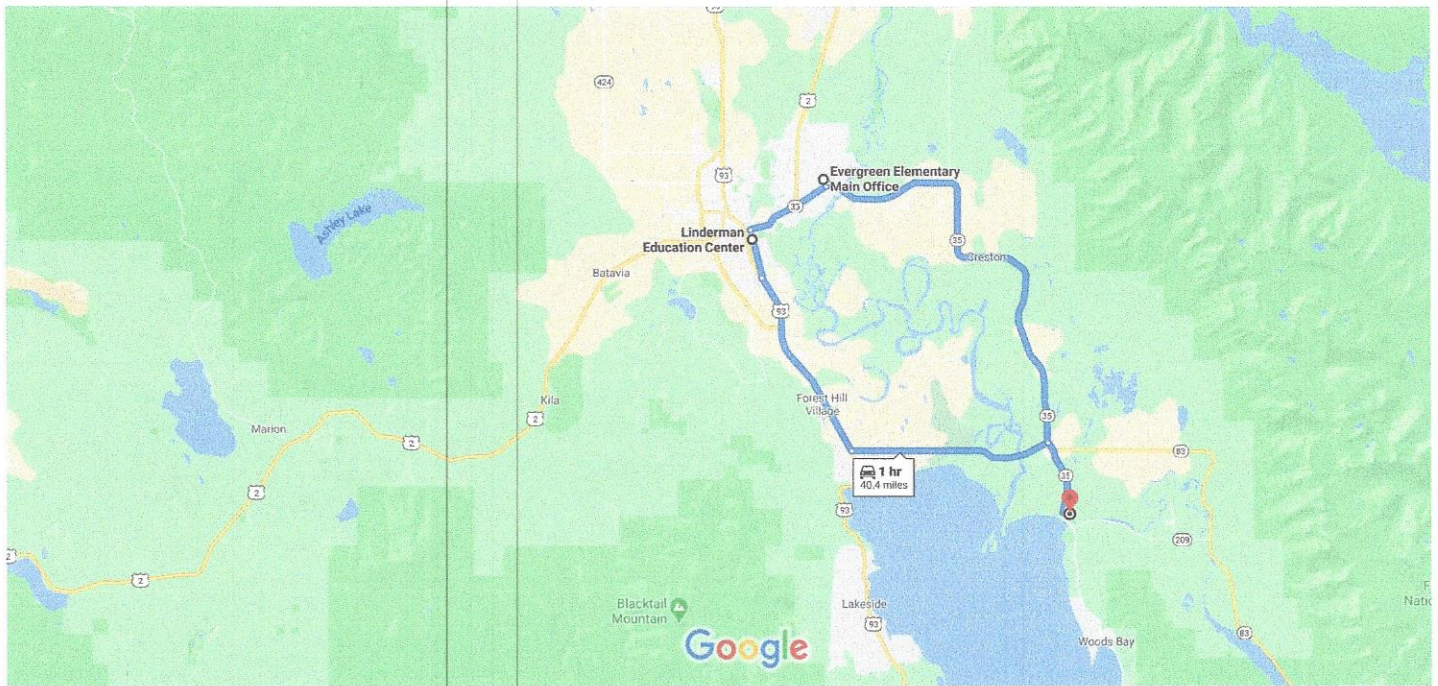 424
2
93
Evergreen Elementary
Main Office
35
Ashley Lake
Linderman
Education Center
35
Creston
Batavia
93
Kila
Forest Hill
Village
2
35
Marion
2
83
1 hr
40.4 miles
35
2
93
209
2
2
Blacktail
Mountain
Lakeside
93
Google
Woods Bay
83